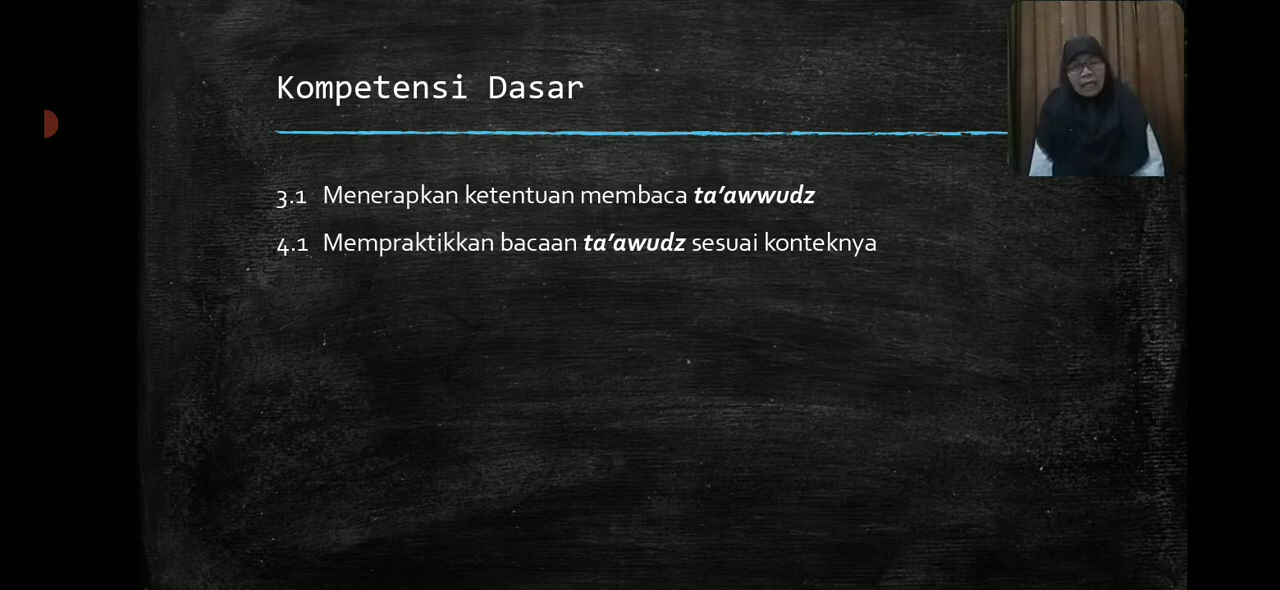 Kompetensi Dasar
3.1 Menerapkan ketentuan membaca ta’awwudz
4.1 Mempraktikkan bacaan ta’awudz sesuai konteknya